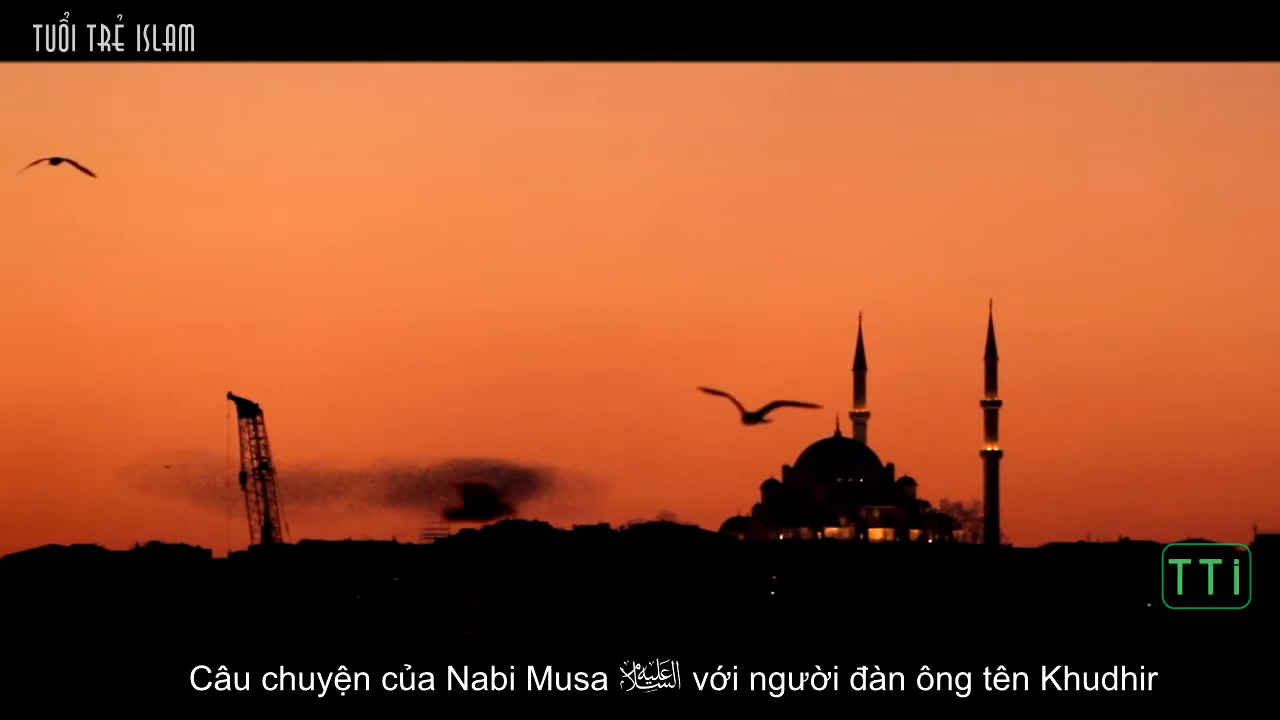 TUỔI TRẺ ISLAM
TTi
Câu chuyện của Nabi Musa عليه السلام với người đàn ông tên Khudhir